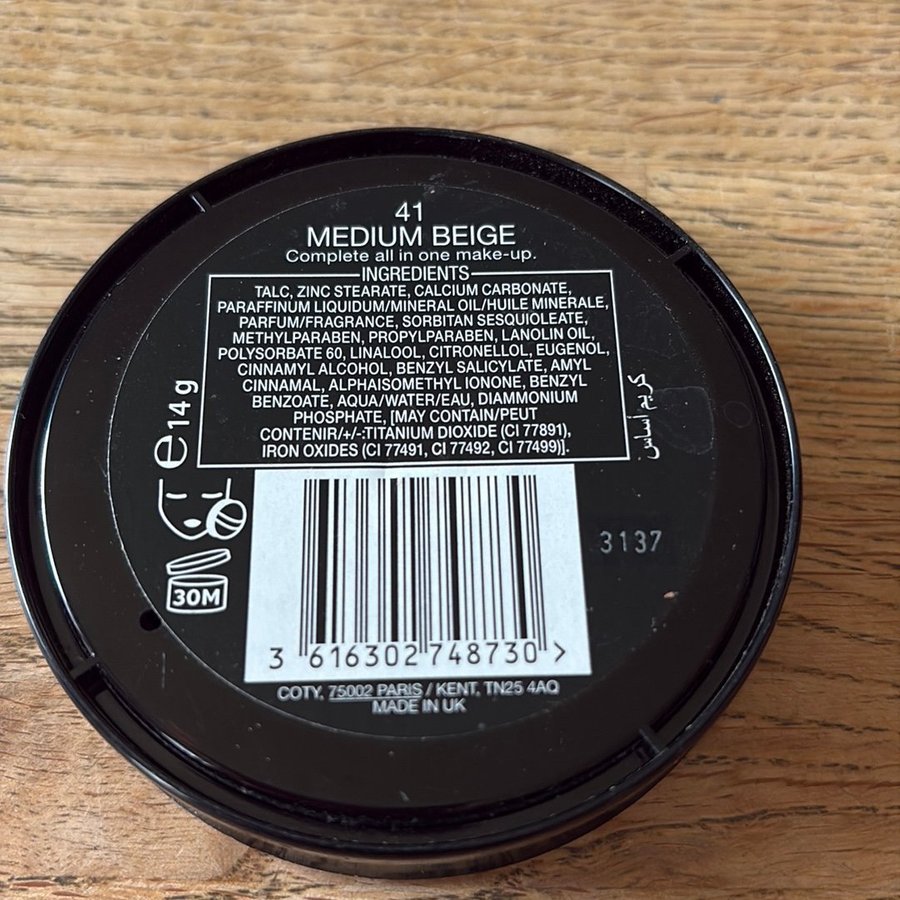 41
MEDIUM BEIGE
Complete all in one make-up.
INGREDIENTS
TALC, ZINC STEARATE, CALCIUM CARBONATE,
PARAFFINUM LIQUIDUM/MINERAL OIL/HUILE MINERALE,
PARFUM/FRAGRANCE, SORBITAN SESQUIOLEATE,
METHYLPARABEN, PROPYLPARABEN, LANOLIN OIL,
POLYSORBATE 60, LINALOOL, CITRONELLOL, EUGENOL,
CINNAMYL ALCOHOL, BENZYL SALICYLATE, AMYL
CINNAMAL, ALPHAISOMETHYL IONONE, BENZYL
BENZOATE, AQUA/WATER/EAU, DIAMMONIUM
PHOSPHATE, [MAY CONTAIN/PEUT
CONTENIR/+/-:TITANIUM DIOXIDE (CI 77891),
IRON OXIDES (CI 77491, CI 77492, CI 77499)].
e 14 g
كريم أساس
30M
3137
3 616302 748730 >
COTY, 75002 PARIS / KENT, TN25 4AQ
MADE IN UK